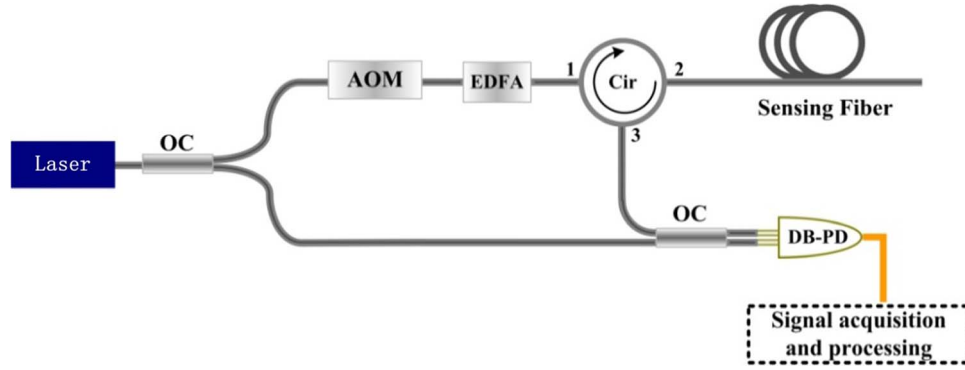 AOM
EDFA
1
Cir
2
3
Sensing Fiber
OC
Laser
OC
DB-PD
Signal acquisition
and processing